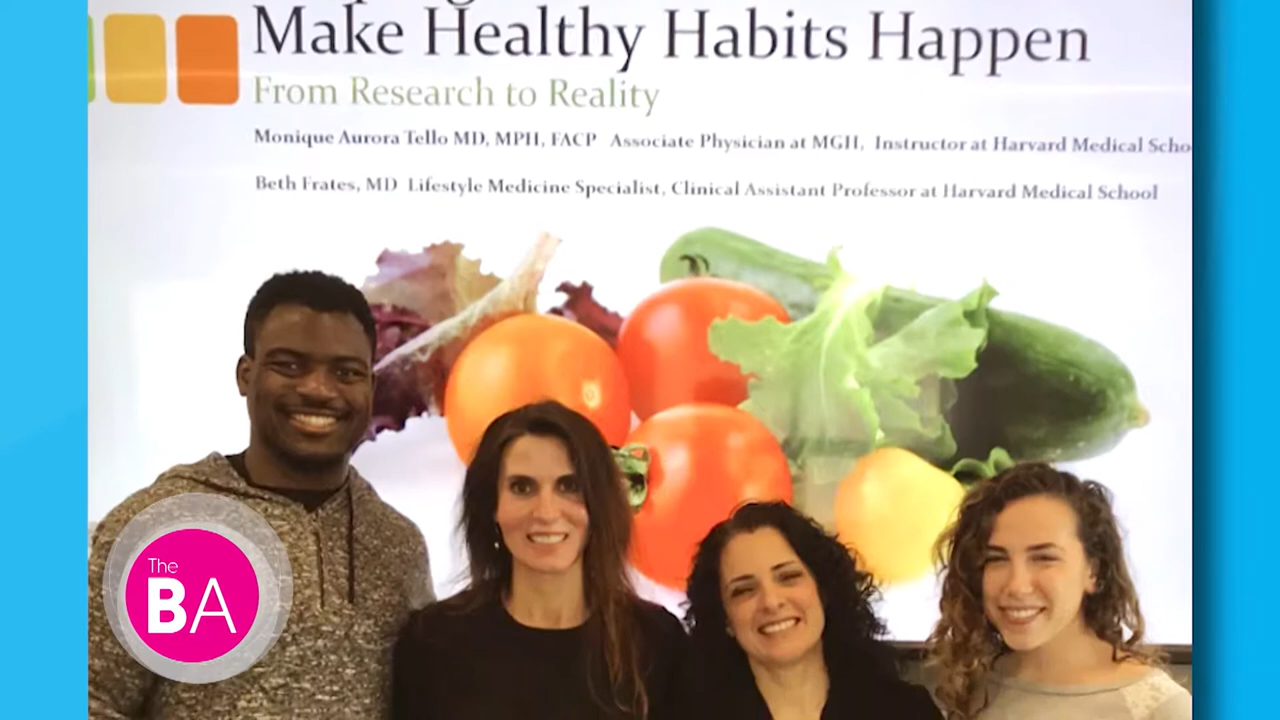 Make Healthy Habits Happen
From Research to Reality
Monique Aurora Tello MD, MPH, FACP Associate Physician at MGH, Instructor at Harvard Medical Scho
Beth Frates, MD Lifestyle Medicine Specialist, Clinical Assistant Professor at Harvard Medical School
The
BA